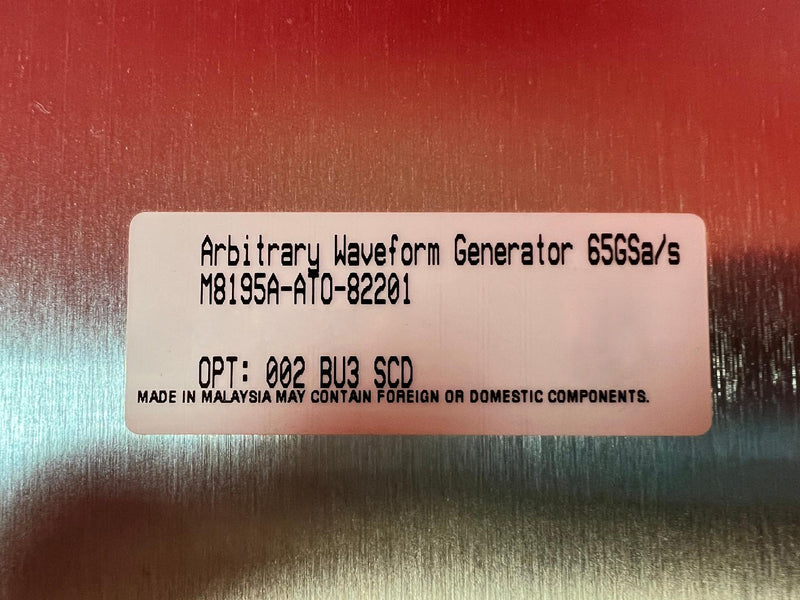 Arbitrary Waveform Generator 65GSa/s
M8195A-ATO-82201
OPT: 002 BU3 SCD
MADE IN MALAYSIA MAY CONTAIN FOREIGN OR DOMESTIC COMPONENTS.